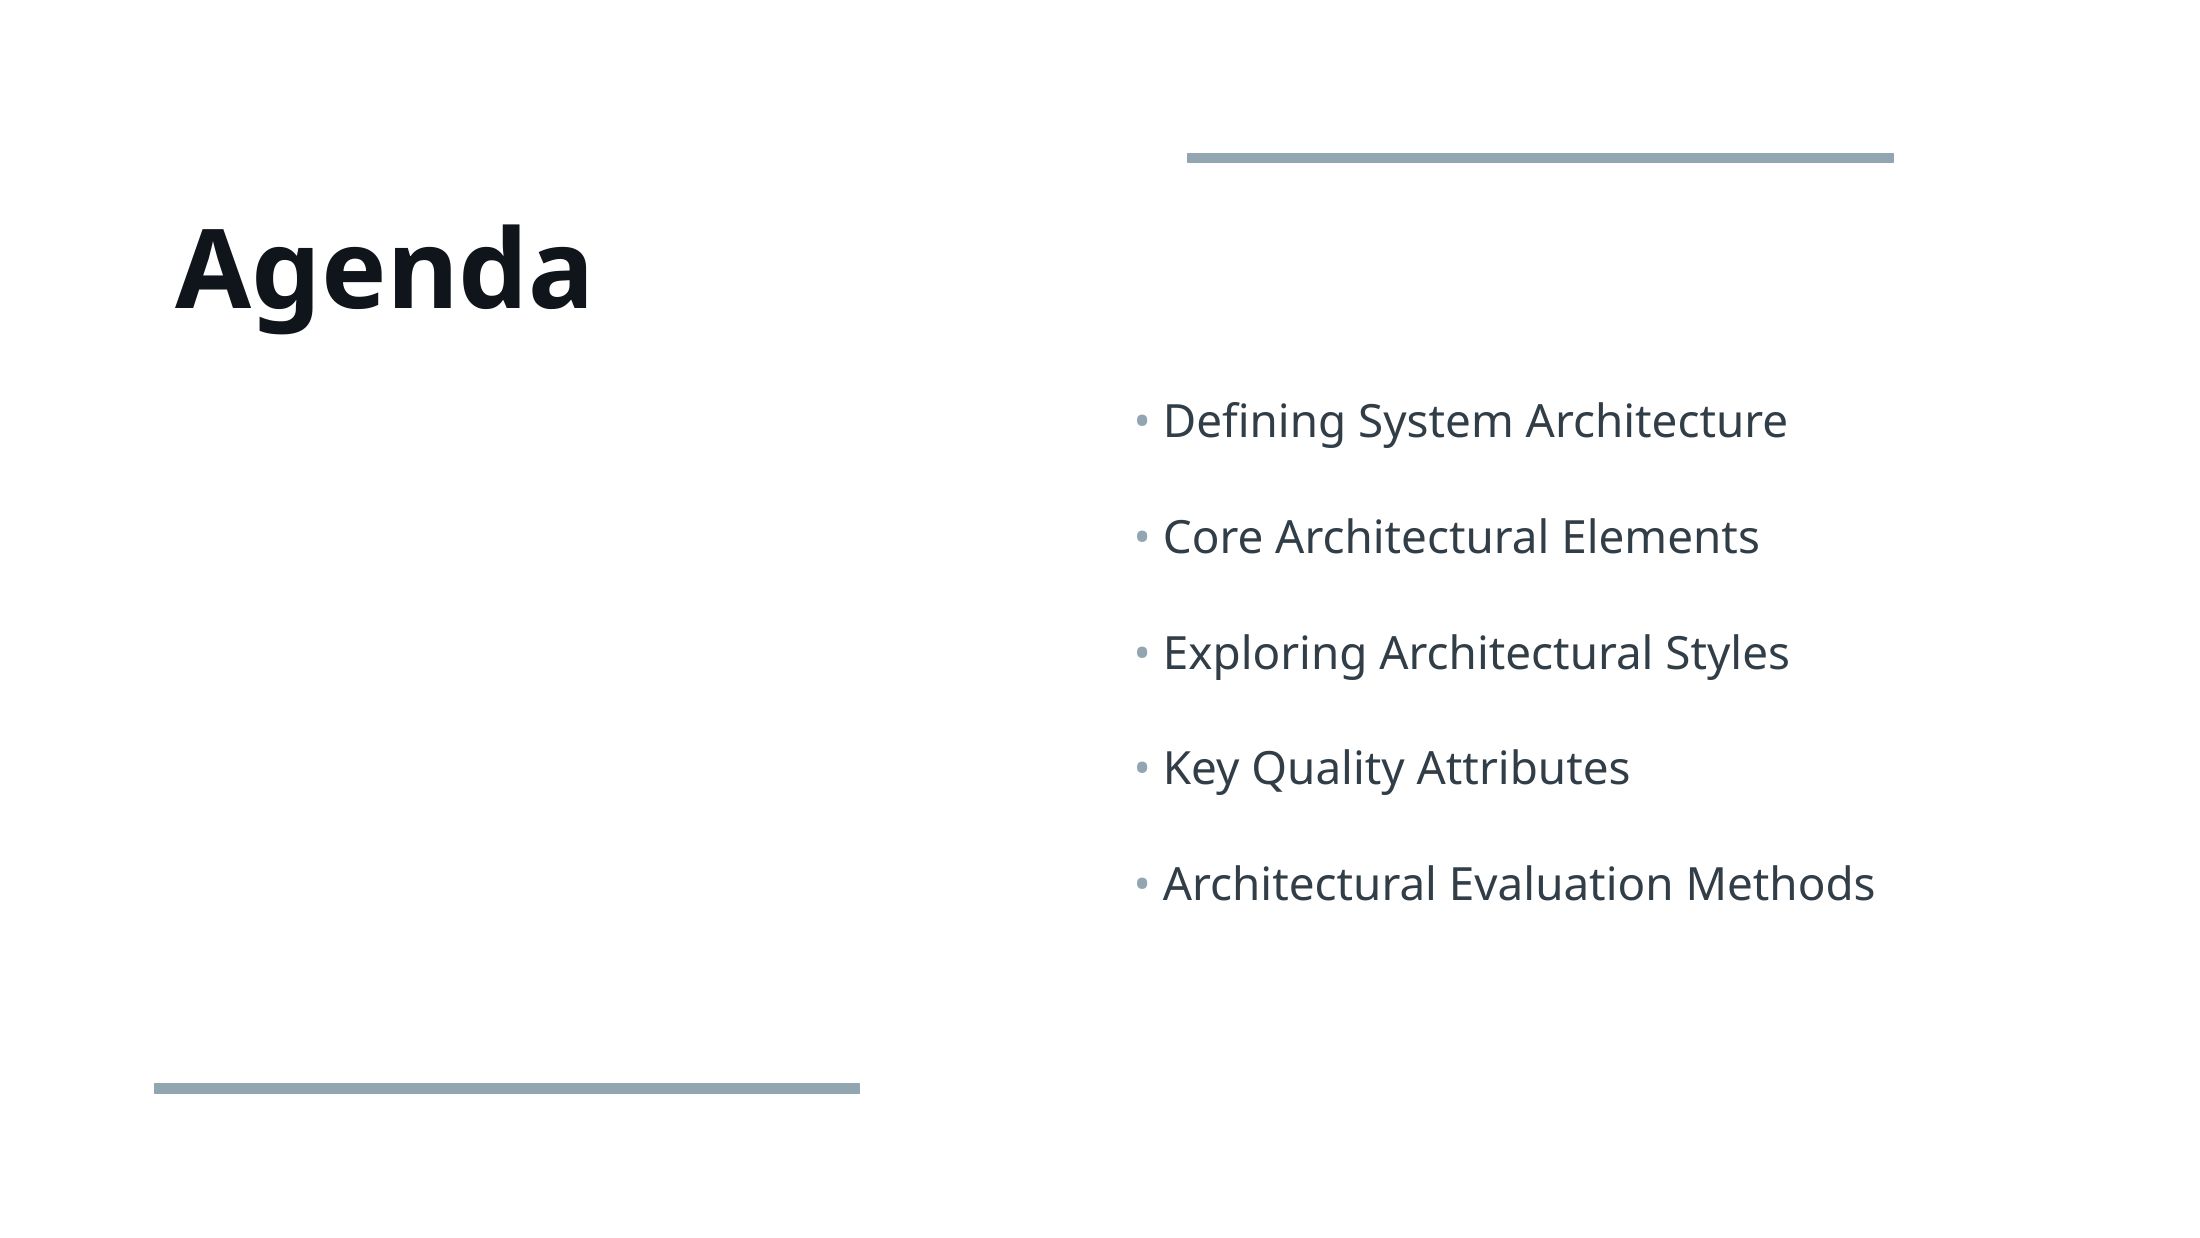 Agenda
• Defining System Architecture
• Core Architectural Elements
• Exploring Architectural Styles
• Key Quality Attributes
• Architectural Evaluation Methods